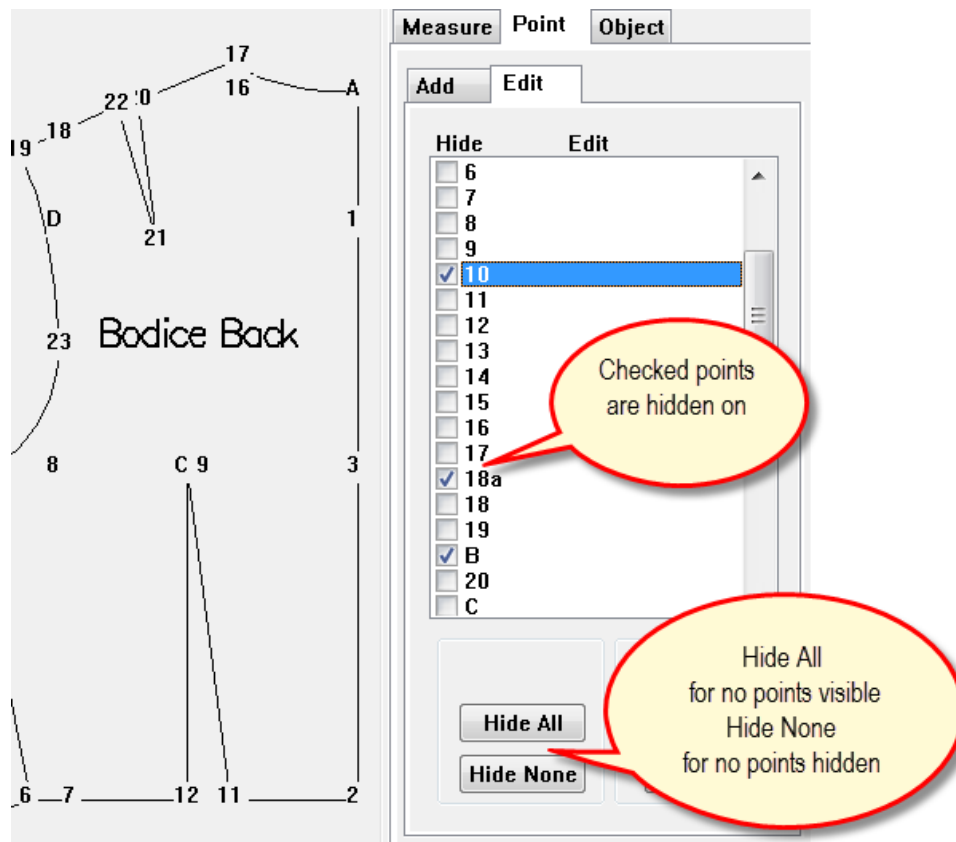 17
16
A
22 20
18
19
D
1
21
23
Bodice Back
8
C 9
3
6
7
12
11
2
Measure
Point
Object
Add
Edit
Hide
Edit
6
7
8
9
10
11
12
13
14
15
16
17
18a
18
19
B
20
C
Checked points
are hidden on
Hide All
Hide None
Hide All
for no points visible
Hide None
for no points hidden